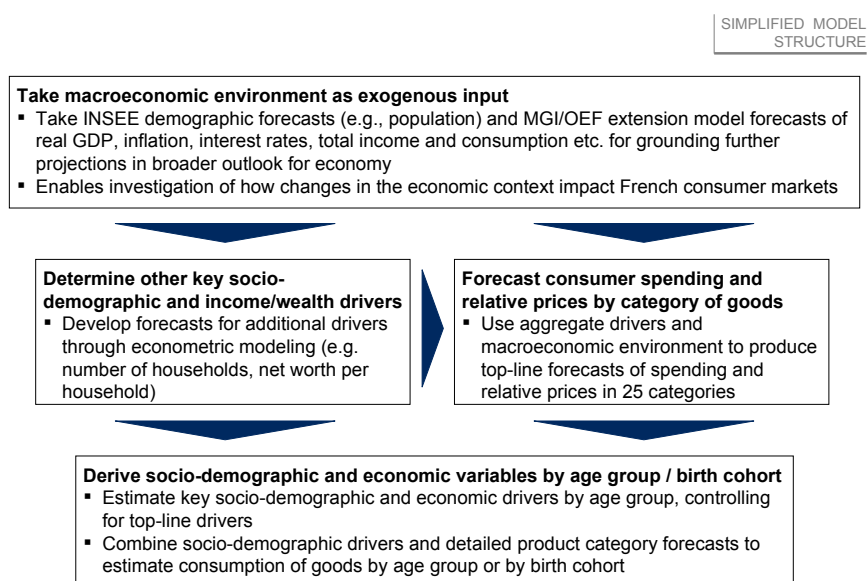 SIMPLIFIED MODEL
STRUCTURE
Take macroeconomic environment as exogenous input
▪ Take INSEE demographic forecasts (e.g., population) and MGI/OEF extension model forecasts of
real GDP, inflation, interest rates, total income and consumption etc. for grounding further
projections in broader outlook for economy
▪ Enables investigation of how changes in the economic context impact French consumer markets
Determine other key socio-
demographic and income/wealth drivers
▪ Develop forecasts for additional drivers
through econometric modeling (e.g.
number of households, net worth per
household)
Forecast consumer spending and
relative prices by category of goods
▪ Use aggregate drivers and
macroeconomic environment to produce
top-line forecasts of spending and
relative prices in 25 categories
Derive socio-demographic and economic variables by age group / birth cohort
▪ Estimate key socio-demographic and economic drivers by age group, controlling
for top-line drivers
▪ Combine socio-demographic drivers and detailed product category forecasts to
estimate consumption of goods by age group or by birth cohort